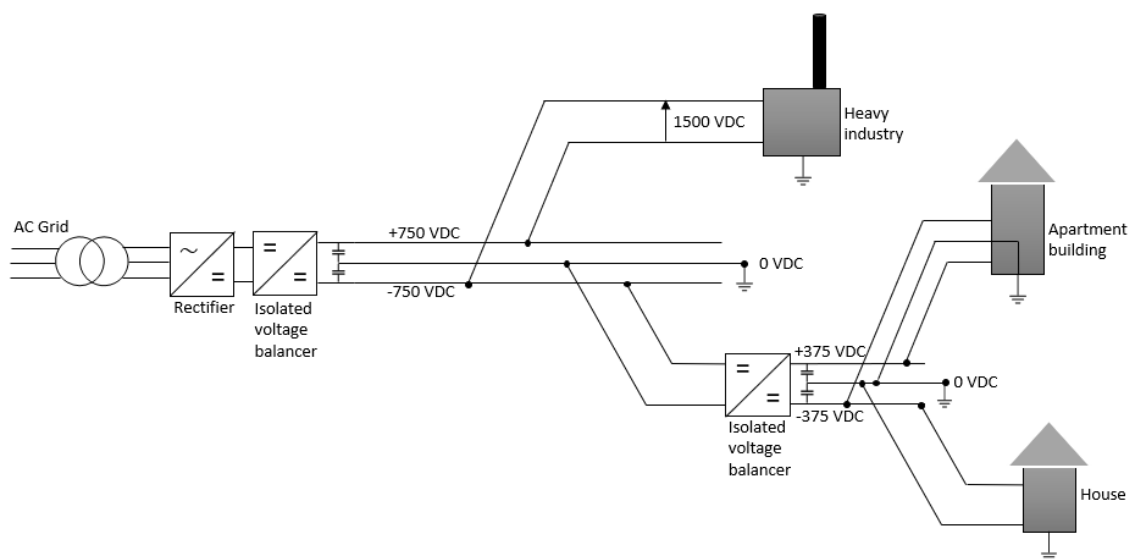 1500 VDC
Heavy
industry
AC Grid
+750 VDC
0 VDC
-750 VDC
~
=
=
=
Rectifier
Isolated
voltage
balancer
Apartment
building
+375 VDC
0 VDC
-375 VDC
=
=
Isolated
voltage
balancer
House